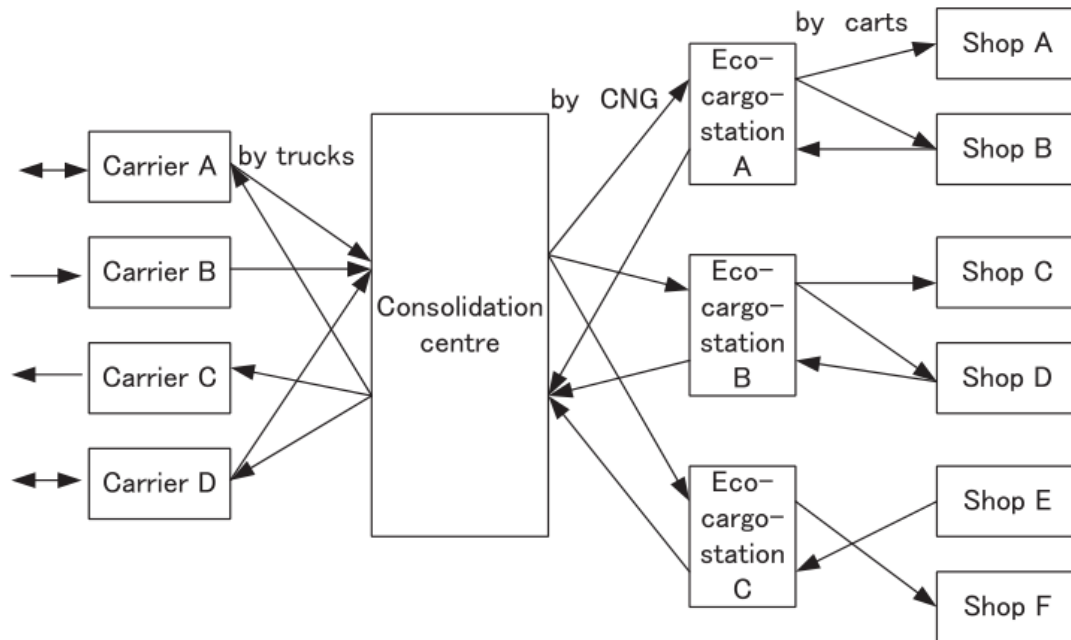 by trucks
by CNG
by carts
Carrier A
Carrier B
Carrier C
Carrier D
Consolidation
centre
Eco-
cargo-
station
A
Eco-
cargo-
station
B
Eco-
cargo-
station
C
Shop A
Shop B
Shop C
Shop D
Shop E
Shop F